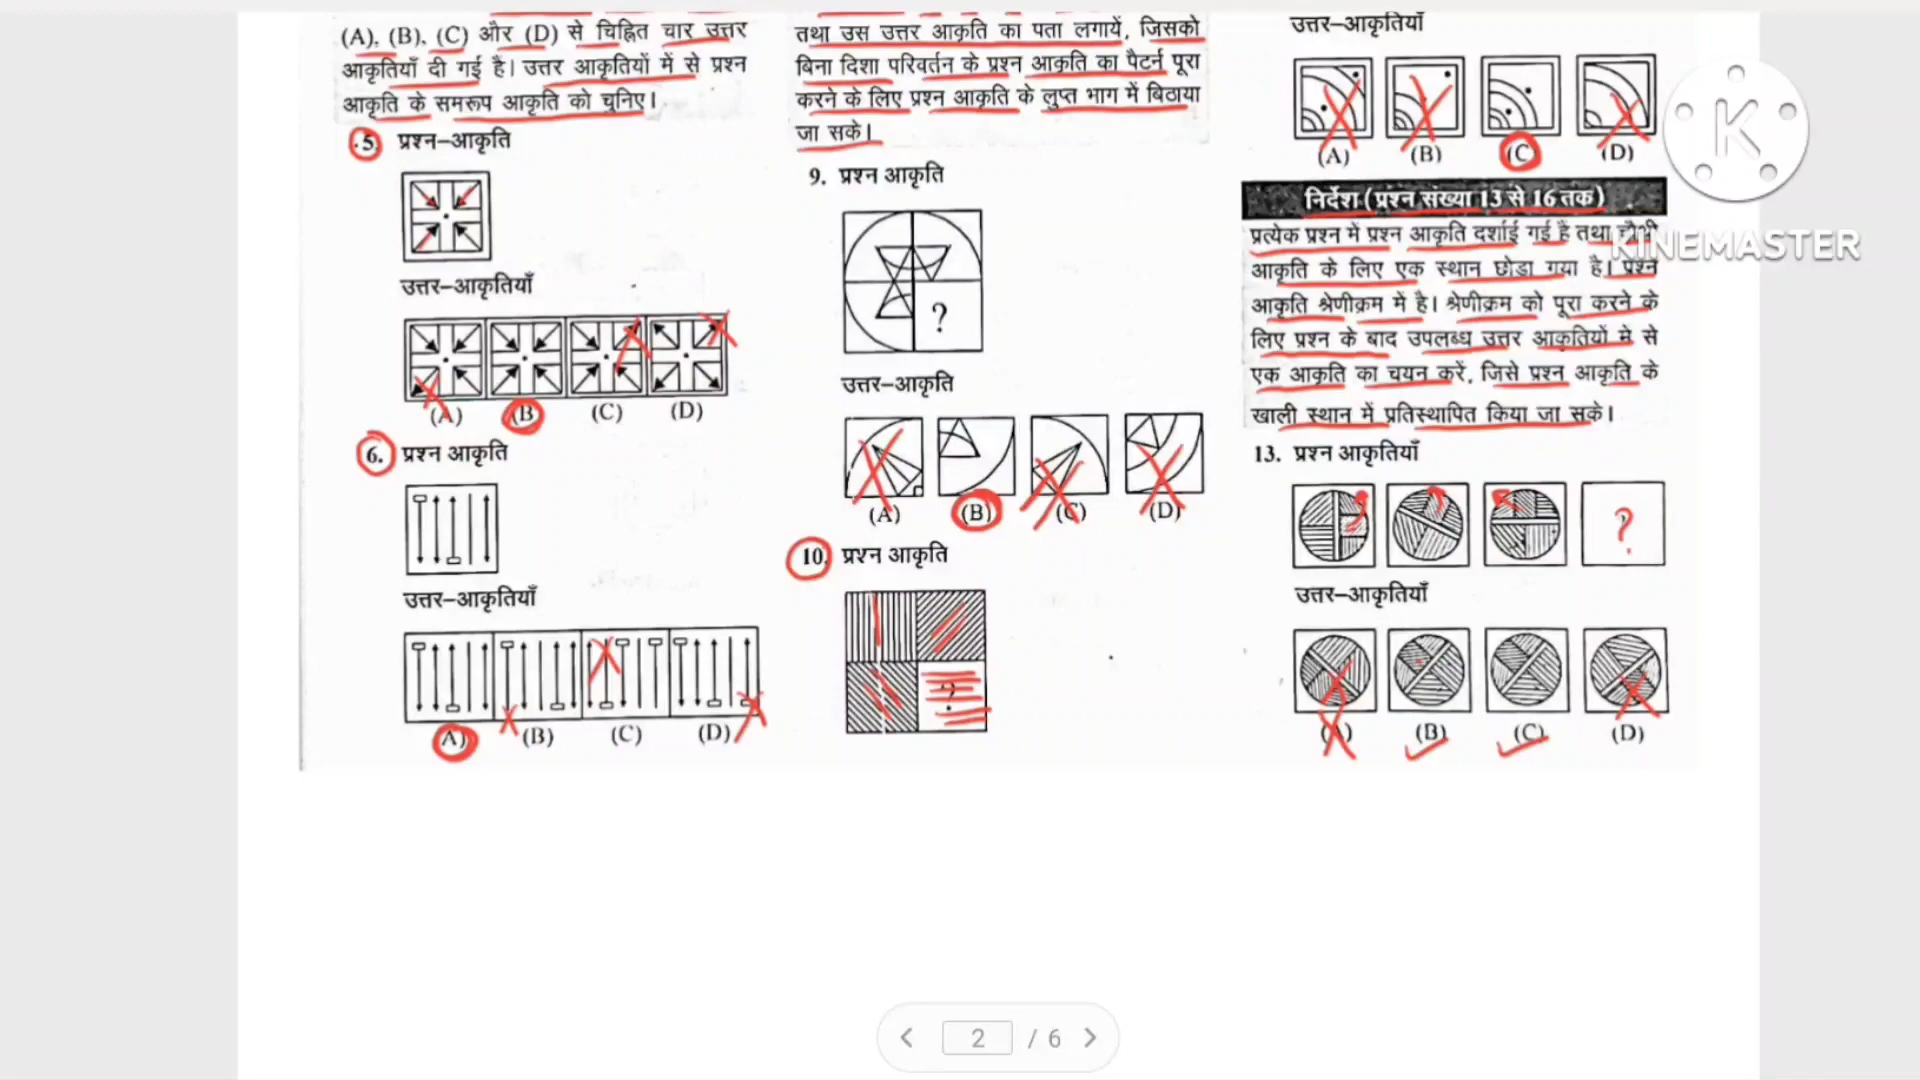 (A), (B), (C) और (D) से चिह्नित चार उत्तर
आकृतियाँ दी गई है। उत्तर आकृतियों में से प्रश्न
आकृति के समरूप आकृति को चुनिए।
5. प्रश्न-आकृति
उत्तर-आकृतियाँ
(A) (B) (C) (D)
6. प्रश्न आकृति
उत्तर-आकृतियाँ
(A) (B) (C) (D)
तथा उस उत्तर आकृति का पता लगायें, जिसको
बिना दिशा परिवर्तन के प्रश्न आकृति का पैटर्न पूरा
करने के लिए प्रश्न आकृति के लुप्त भाग में बिठाया
जा सके।
9. प्रश्न आकृति
?
उत्तर-आकृति
(A) (B) (C) (D)
10. प्रश्न आकृति
?
उत्तर-आकृतियाँ
(A) (B) (C) (D)
निर्देश (प्रश्न संख्या 13 से 16 तक)
प्रत्येक प्रश्न में प्रश्न आकृति दर्शाई गई है तथा चौथी
आकृति के लिए एक स्थान छोडा गया है। प्रश्न
आकृति श्रेणीक्रम में है। श्रेणीक्रम को पूरा करने के
लिए प्रश्न के बाद उपलब्ध उत्तर आकृतियों मे से
एक आकृति का चयन करें, जिसे प्रश्न आकृति के
खाली स्थान में प्रतिस्थापित किया जा सके।
13. प्रश्न आकृतियाँ
?
उत्तर-आकृतियाँ
(A) (B) (C) (D)
K
KINEMASTER
2 / 6